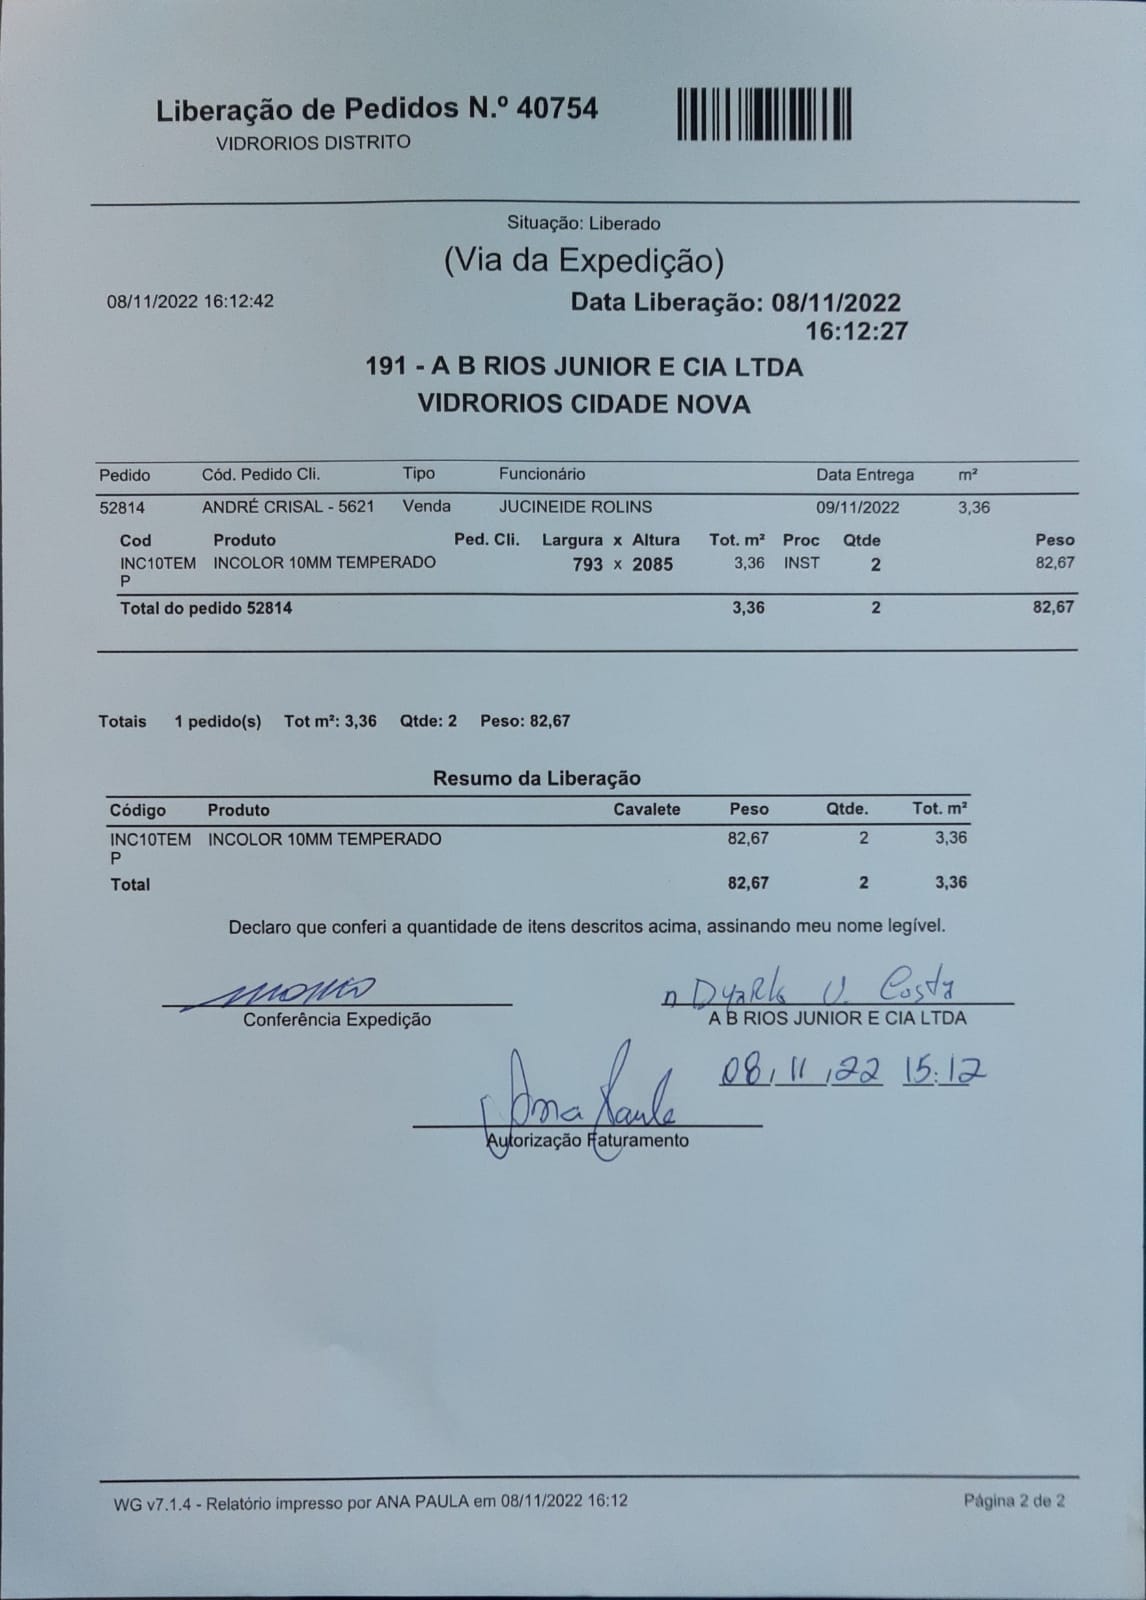 Liberação de Pedidos N.º 40754
VIDRORIOS DISTRITO
Situação: Liberado
(Via da Expedição)
08/11/2022 16:12:42 Data Liberação: 08/11/2022
16:12:27
191 - A B RIOS JUNIOR E CIA LTDA
VIDRORIOS CIDADE NOVA
Pedido Cód. Pedido Cli. Tipo Funcionário Data Entrega m²
52814 ANDRÉ CRISAL - 5621 Venda JUCINEIDE ROLINS 09/11/2022 3,36
Cod Produto Ped. Cli. Largura x Altura Tot. m² Proc Qtde Peso
INC10TEM INCOLOR 10MM TEMPERADO 793 x 2085 3,36 INST 2 82,67
P
Total do pedido 52814 3,36 2 82,67
Totais 1 pedido(s) Tot m²: 3,36 Qtde: 2 Peso: 82,67
Resumo da Liberação
Código Produto Cavalete Peso Qtde. Tot. m²
INC10TEM INCOLOR 10MM TEMPERADO 82,67 2 3,36
P
Total 82,67 2 3,36
Declaro que conferi a quantidade de itens descritos acima, assinando meu nome legível.
Costa
Conferência Expedição A B RIOS JUNIOR E CIA LTDA
08, 11, 22 15:12
Ana Paula
Autorização Faturamento
WG v7.1.4 - Relatório impresso por ANA PAULA em 08/11/2022 16:12 Página 2 de 2